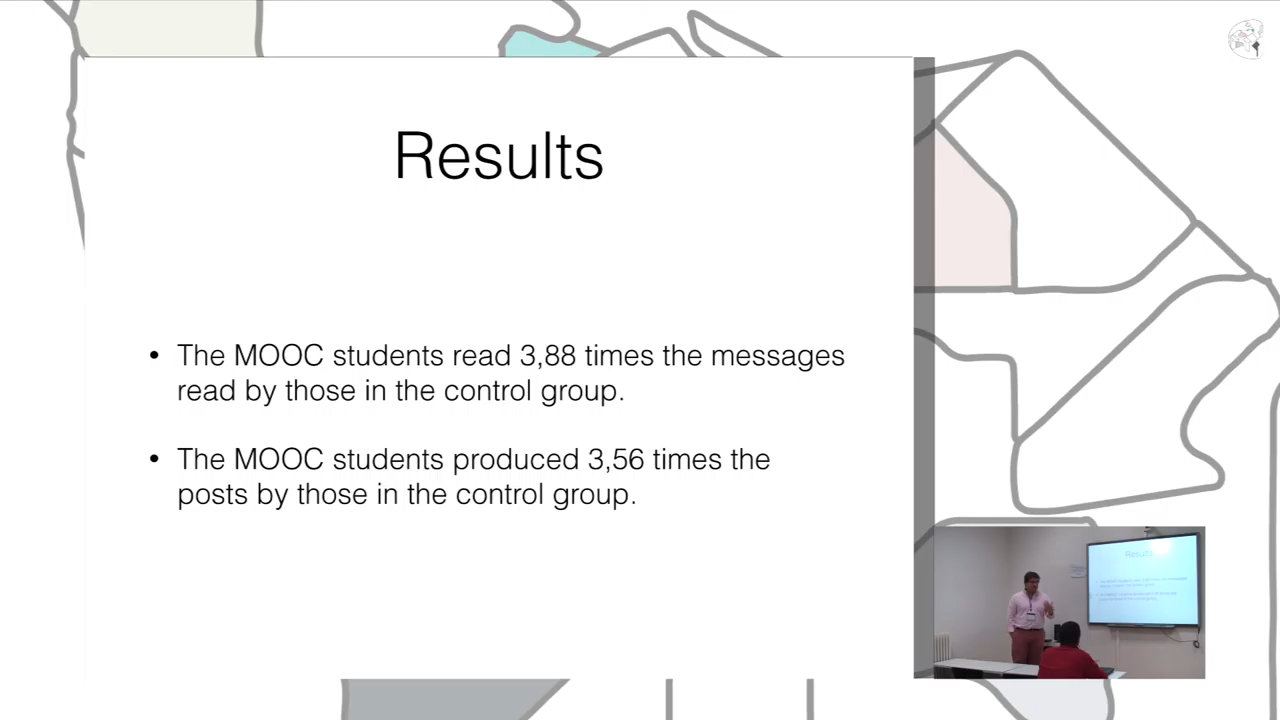 Results
• The MOOC students read 3,88 times the messages
read by those in the control group.
• The MOOC students produced 3,56 times the
posts by those in the control group.
Results